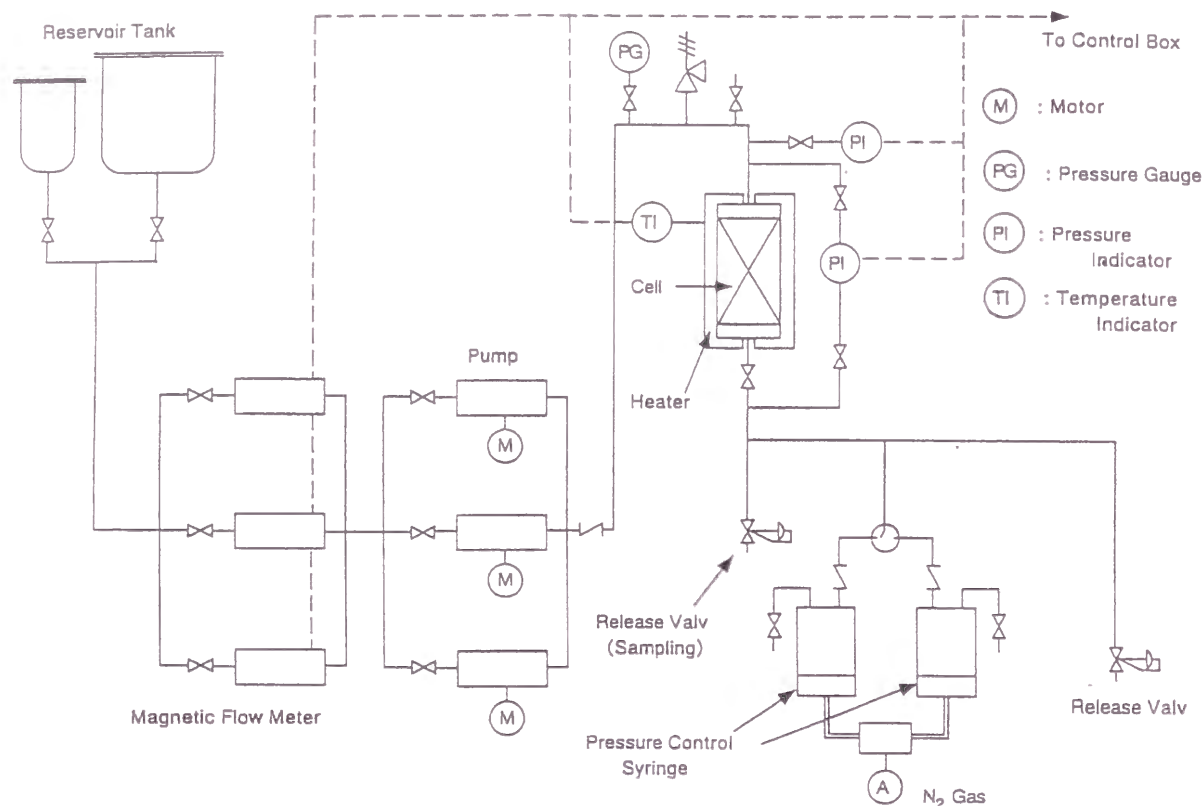 Reservoir Tank
To Control Box
PG
M : Motor
PG : Pressure Gauge
PI
PI : Pressure
Indicator
TI
PI
TI : Temperature
Indicator
Cell
Pump
Heater
M
M
Release Valv
(Sampling)
M
Magnetic Flow Meter
Release Valv
Pressure Control
Syringe
A
N₂ Gas